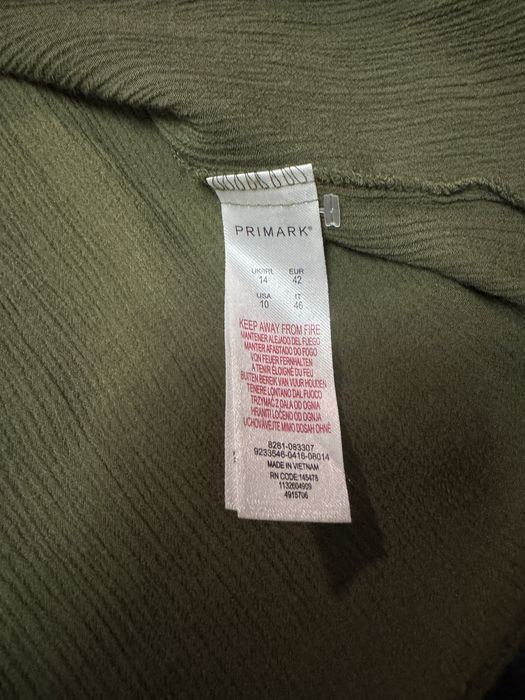 PRIMARK®
UK/IRL EUR
14 42
USA IT
10 46
KEEP AWAY FROM FIRE
MANTENER ALEJADO DEL FUEGO
MANTER AFASTADO DO FOGO
VON FEUER FERNHALTEN
A TENIR ÉLOIGNÉ DU FEU
BUITEN BEREIK VAN VUUR HOUDEN
TENERE LONTANO DAL FUOCO
TRZYMAĆ Z DALA OD OGNIA
HRANITI LOČENO OD OGNJA
UCHOVÁVEJTE MIMO DOSAH OHNĚ
8281-083307
9233546-0416-08014
MADE IN VIETNAM
RN CODE:145478
1132604909
4915706